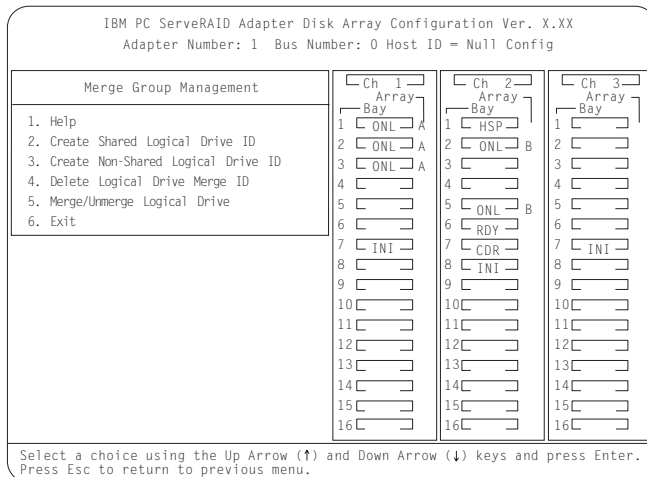 IBM PC ServeRAID Adapter Disk Array Configuration Ver. X.XX
Adapter Number: 1 Bus Number: 0 Host ID = Null Config
Merge Group Management
1. Help
2. Create Shared Logical Drive ID
3. Create Non-Shared Logical Drive ID
4. Delete Logical Drive Merge ID
5. Merge/Unmerge Logical Drive
6. Exit
Ch 1
Array
Bay
1 ONL A
2 ONL A
3 ONL A
4
5
6
7 INI
8
9
10
11
12
13
14
15
16
Ch 2
Array
Bay
1 HSP
2 ONL B
3
4
5 ONL B
6 RDY
7 CDR
8 INI
9
10
11
12
13
14
15
16
Ch 3
Array
Bay
1
2
3
4
5
6
7 INI
8
9
10
11
12
13
14
15
16
Select a choice using the Up Arrow (↑) and Down Arrow (↓) keys and press Enter.
Press Esc to return to previous menu.